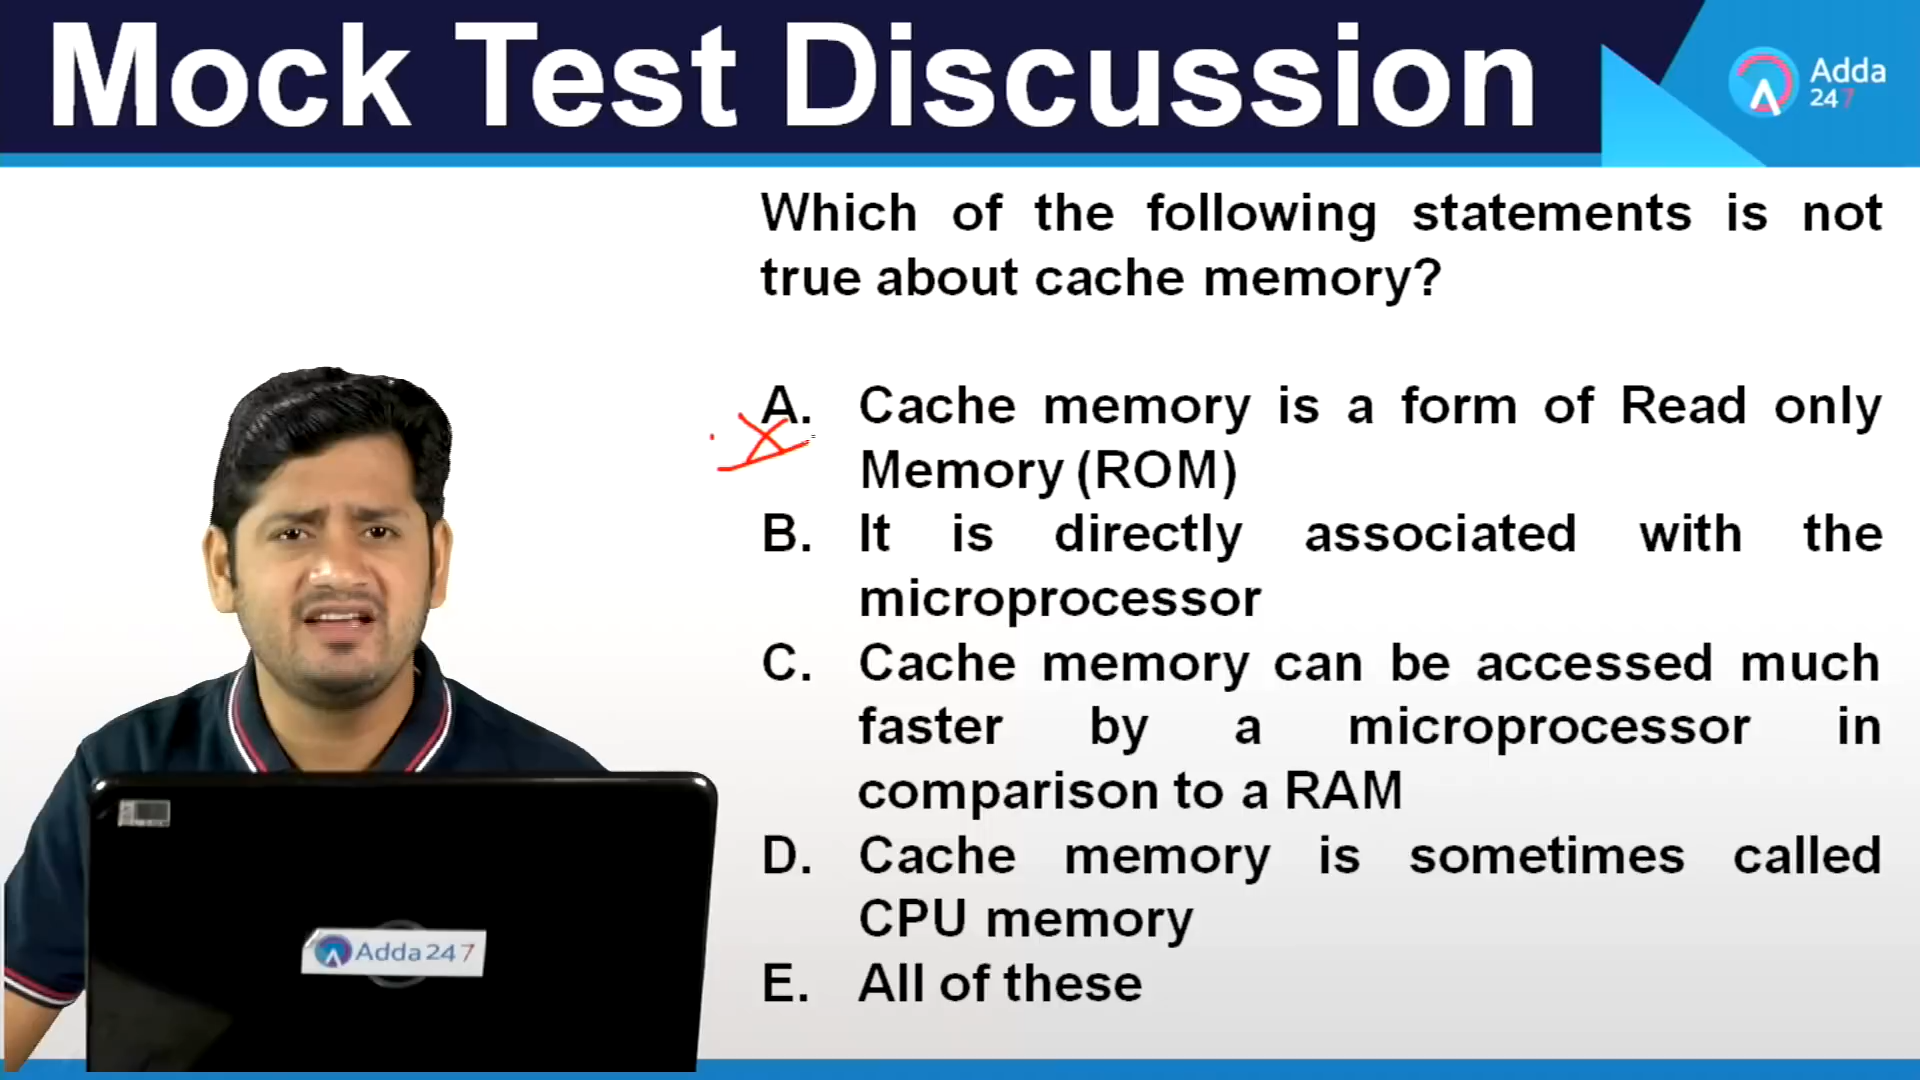 Mock Test Discussion
Adda
247
Which of the following statements is not
true about cache memory?
A. Cache memory is a form of Read only
Memory (ROM)
B. It is directly associated with the
microprocessor
C. Cache memory can be accessed much
faster by a microprocessor in
comparison to a RAM
D. Cache memory is sometimes called
CPU memory
E. All of these
Adda247